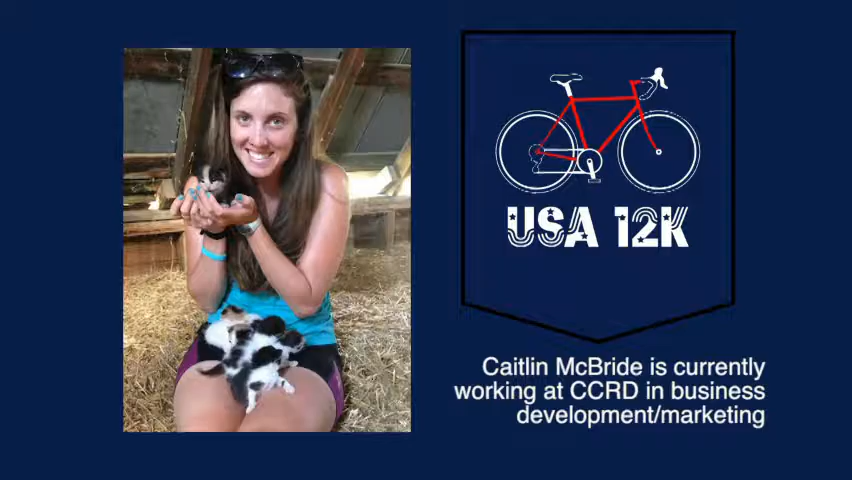 USA 12K
Caitlin McBride is currently
working at CCRD in business
development/marketing